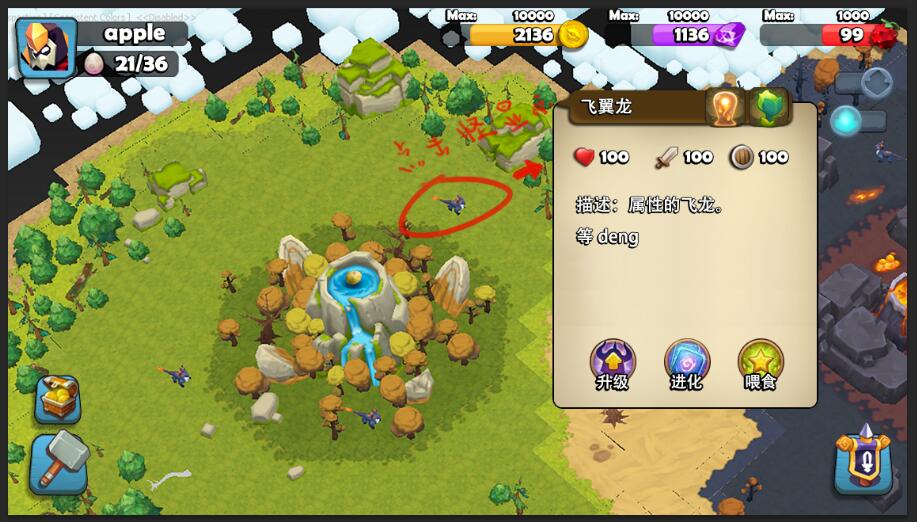 Max: 10000
Max: 10000
Max: 1000
apple
2136
1136
99
21/36
飞翼龙
100
100
100
描述：属性的飞龙。
等 deng
升级
进化
喂食